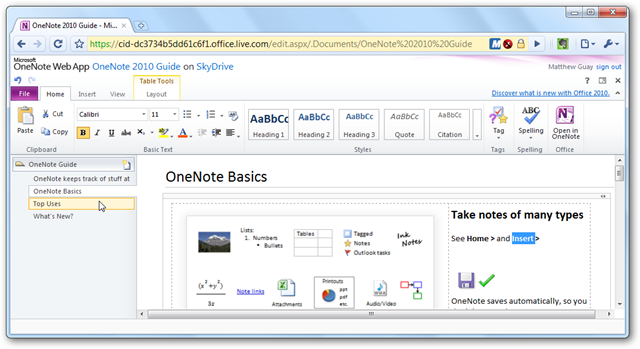 OneNote 2010 Guide - Mi...
https://cid-dc3734b5dd61c6f1.office.live.com/edit.aspx/.Documents/OneNote%202010%20Guide
Microsoft
OneNote Web App OneNote 2010 Guide on SkyDrive
Matthew Guay sign out
Table Tools
File Home Insert View Layout
Discover what is new with Office 2010.
Paste Cut Copy
Calibri 11
B I U abc
AaBbCc Heading 1
AaBbCc Heading 2
AaBbCc Heading 3
AaBbCc Quote
AaBbCc Citation
Tag
ABC Spelling
Open in OneNote
Clipboard Basic Text Styles Tags Spelling Office
OneNote Guide
OneNote keeps track of stuff at
OneNote Basics
Top Uses
What's New?
OneNote Basics
Lists:
1. Numbers
• Bullets
Tables
Tagged
Notes
Outlook tasks
Ink Notes
Note links
Attachments
Printouts
ppt
pdf
etc.
Audio/Video
Take notes of many types
See Home > and Insert >
OneNote saves automatically, so you